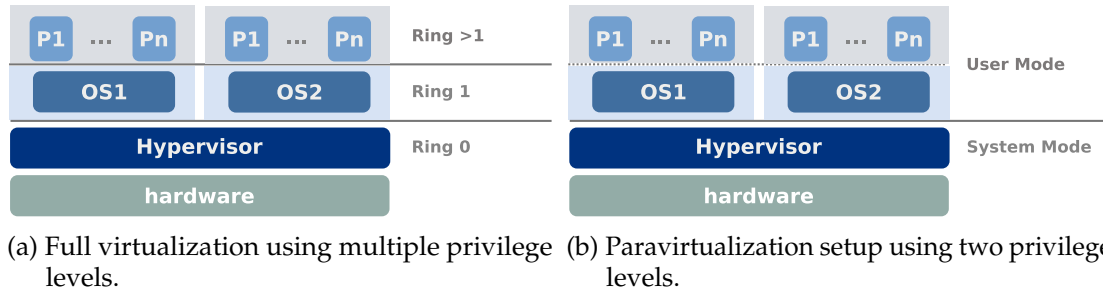 P1 ... Pn P1 ... Pn Ring >1
OS1 OS2 Ring 1
Hypervisor Ring 0
hardware
(a) Full virtualization using multiple privilege
levels.
P1 ... Pn P1 ... Pn
User Mode
OS1 OS2
Hypervisor System Mode
hardware
(b) Paravirtualization setup using two privilege
levels.